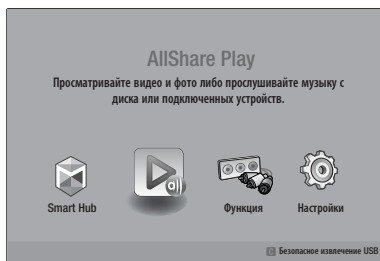 AllShare Play
Просматривайте видео и фото либо прослушивайте музыку с
диска или подключенных устройств.
Smart Hub
Функция
Настройки
Безопасное извлечение USB